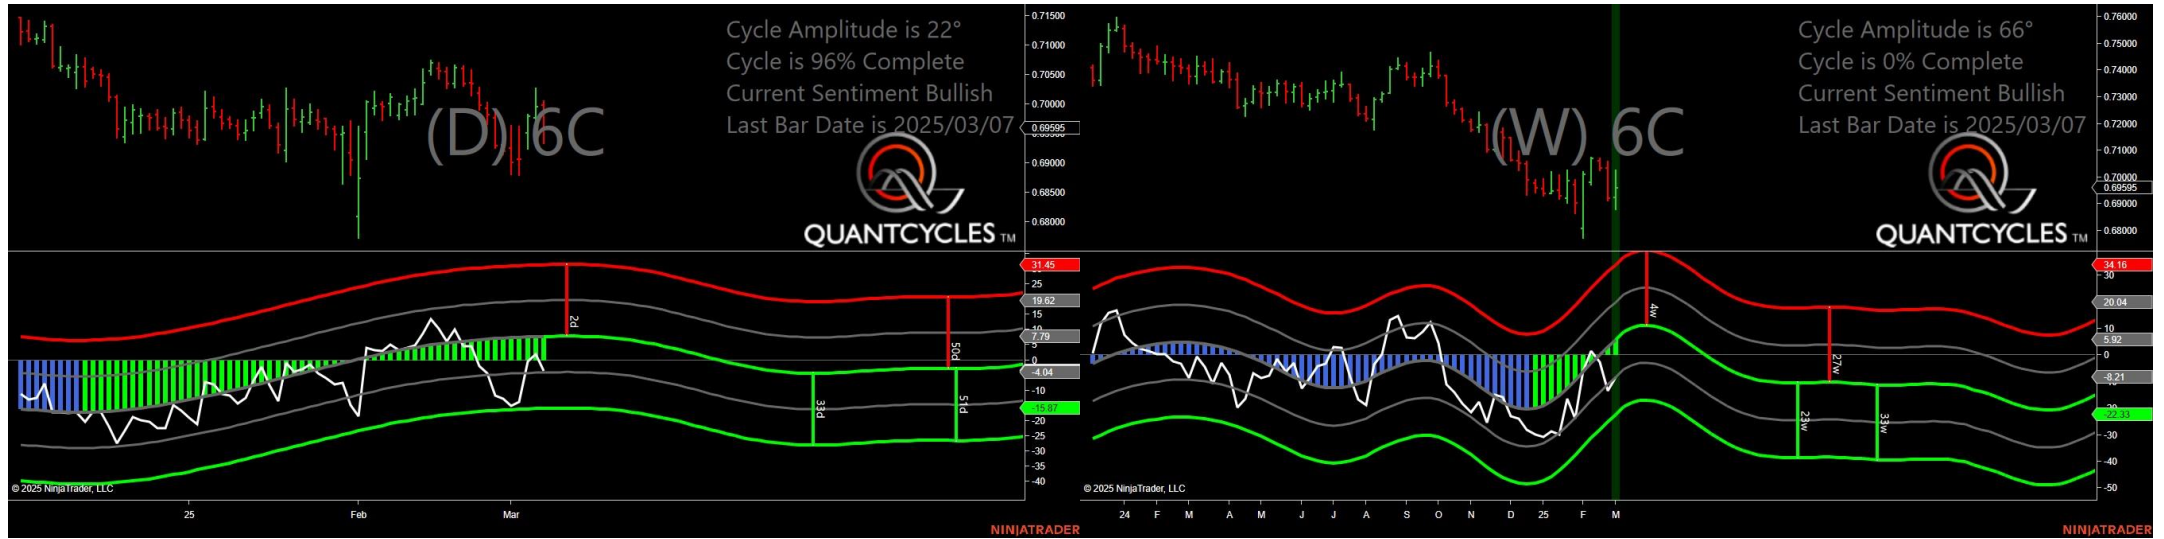 Cycle Amplitude is 22°
Cycle is 96% Complete
Current Sentiment Bullish
Last Bar Date is 2025/03/07
(D) 6C
QUANTCYCLES TM
0.71500
0.71000
0.70500
0.70000
0.69595
0.69000
0.68500
0.68000
31.45
25
19.62
15
7.79
5
0
-4.04
-10
-15.87
-20
-25
-30
-35
-40
2d
33d
50d
51d
© 2025 NinjaTrader, LLC
25
Feb
Mar
NINJATRADER
Cycle Amplitude is 66°
Cycle is 0% Complete
Current Sentiment Bullish
Last Bar Date is 2025/03/07
(W) 6C
QUANTCYCLES TM
0.76000
0.75000
0.74000
0.73000
0.72000
0.71000
0.70000
0.69595
0.69000
0.68000
34.16
30
20.04
10
5.92
0
-8.21
-22.33
-30
-40
-50
4w
27w
23w
33w
© 2025 NinjaTrader, LLC
24 F M A M J J A S O N D 25 F M
NINJATRADER